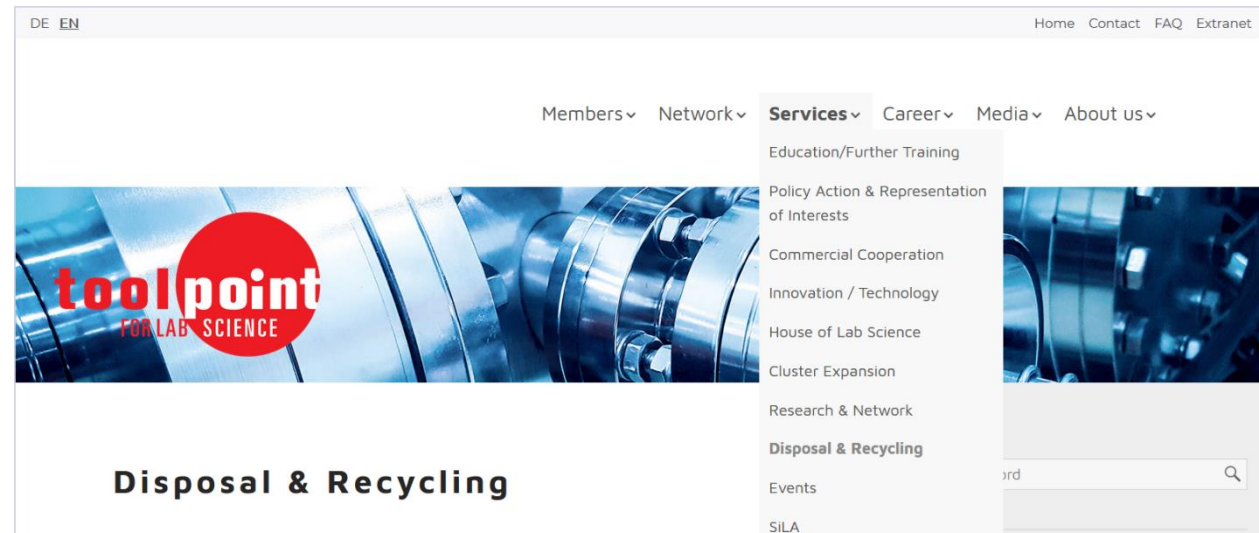 DE EN
Home Contact FAQ Extranet
Members Network Services Career Media About us
Education/Further Training
Policy Action & Representation
of Interests
Commercial Cooperation
Innovation / Technology
House of Lab Science
Cluster Expansion
Research & Network
Disposal & Recycling
Events
SiLA
toolpoint
FOR LAB SCIENCE
Disposal & Recycling